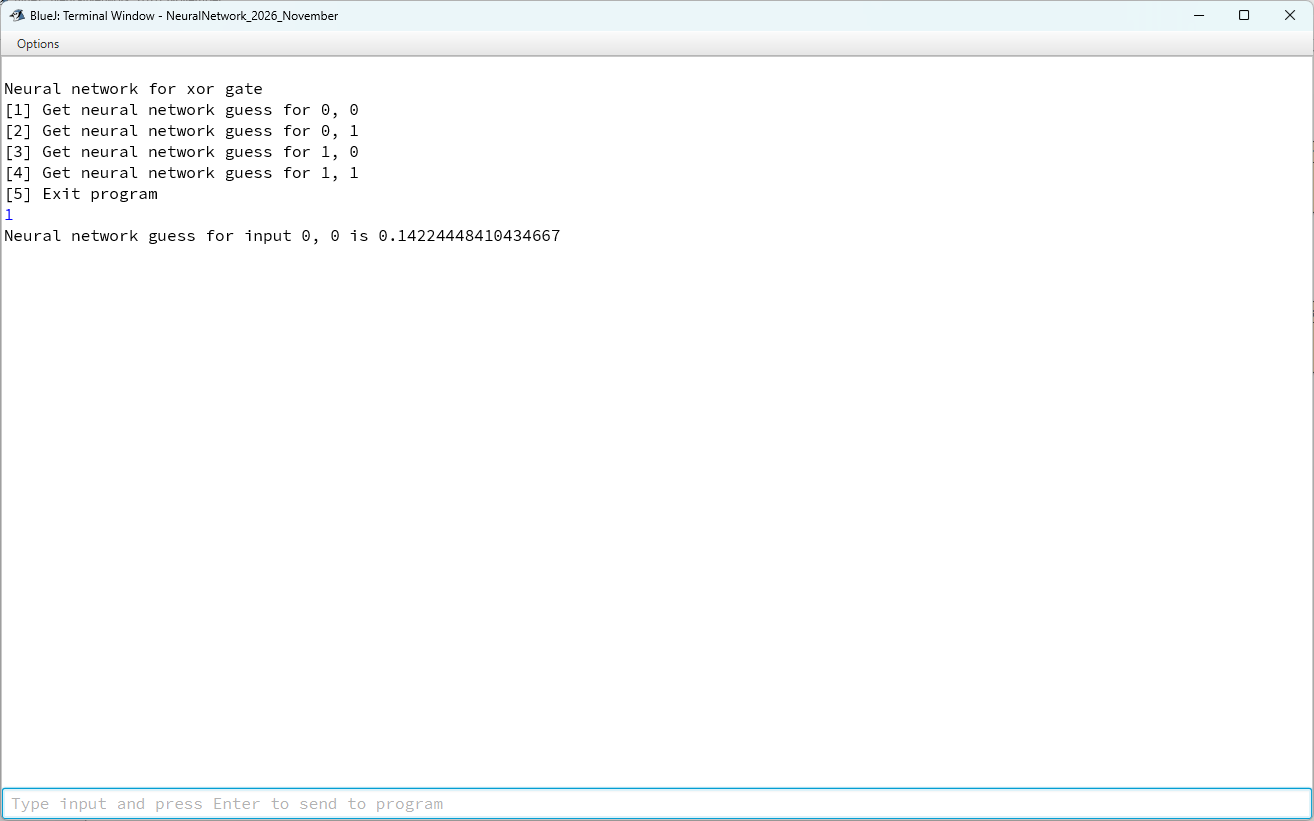 BlueJ: Terminal Window - NeuralNetwork_2026_November
Options
Neural network for xor gate
[1] Get neural network guess for 0, 0
[2] Get neural network guess for 0, 1
[3] Get neural network guess for 1, 0
[4] Get neural network guess for 1, 1
[5] Exit program
1
Neural network guess for input 0, 0 is 0.14224448410434667
Type input and press Enter to send to program